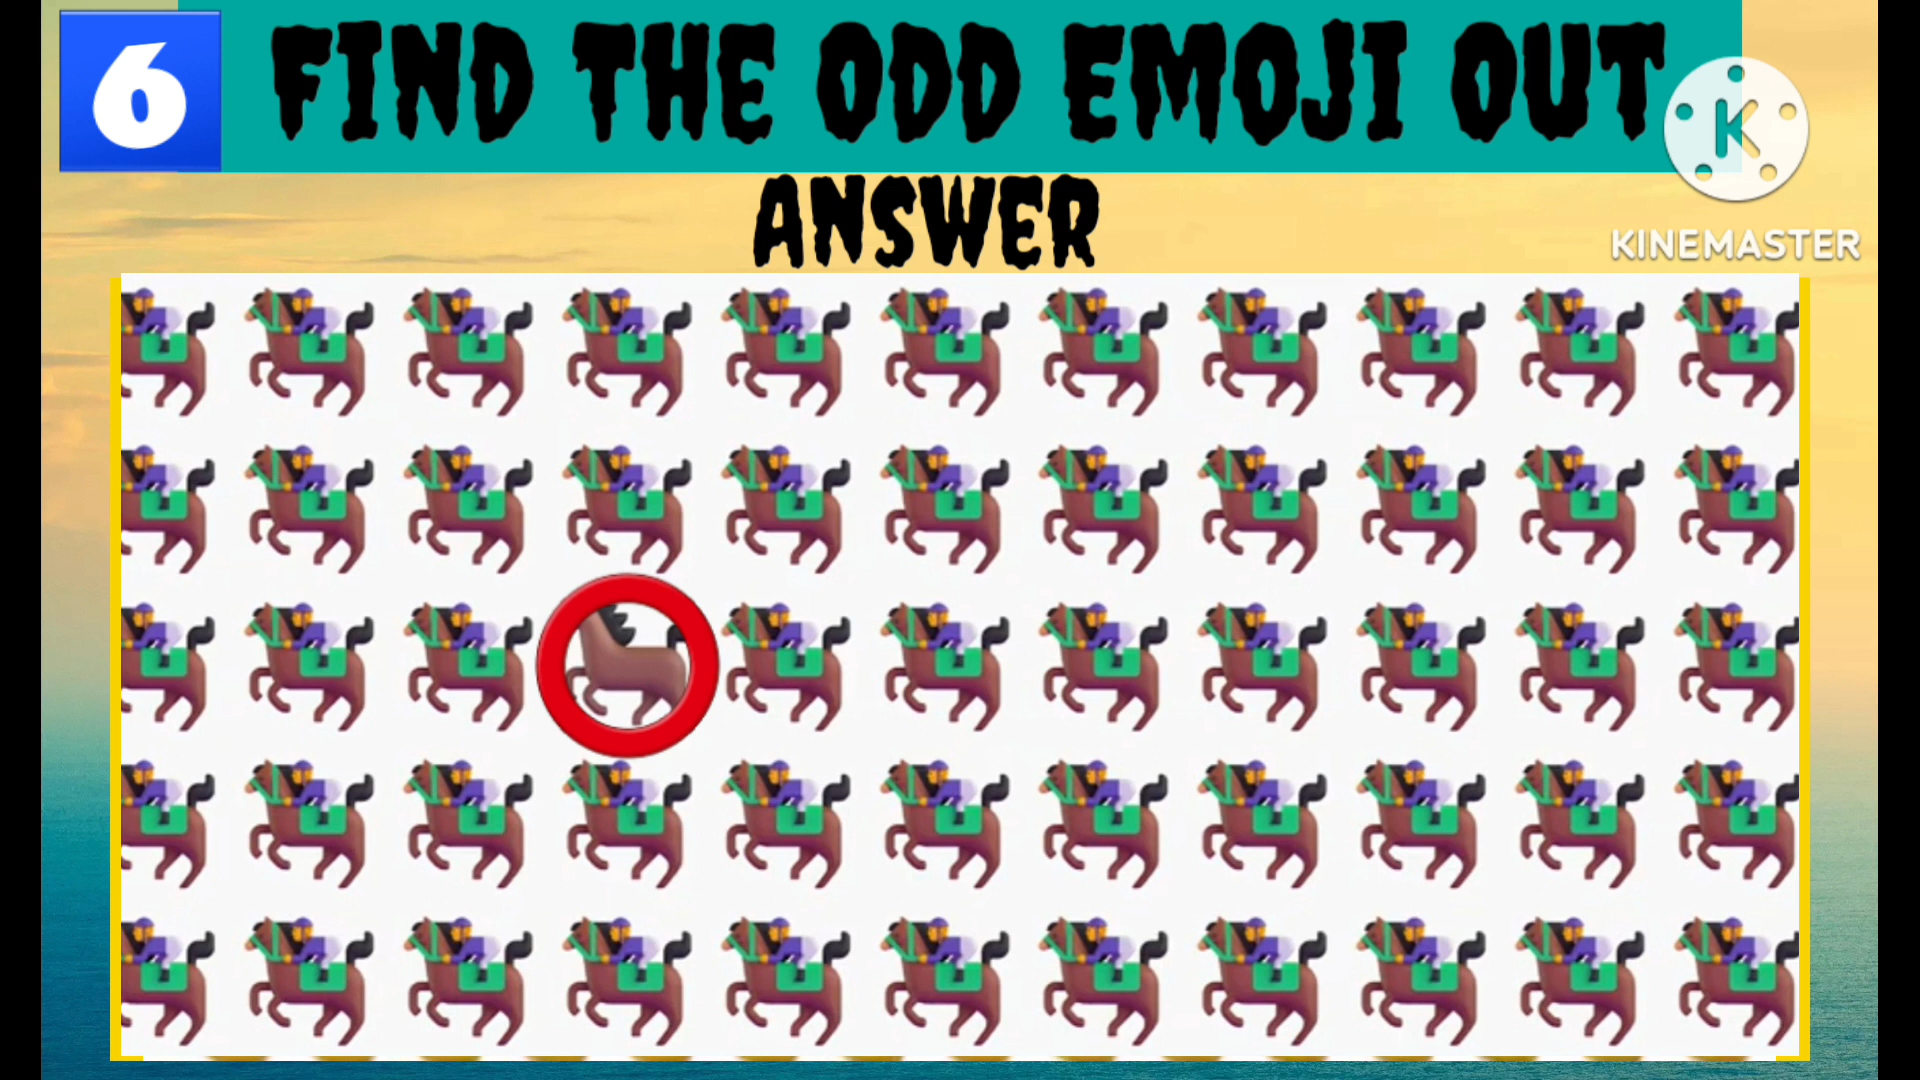 6
FIND THE ODD EMOJI OUT
K
KINEMASTER
ANSWER